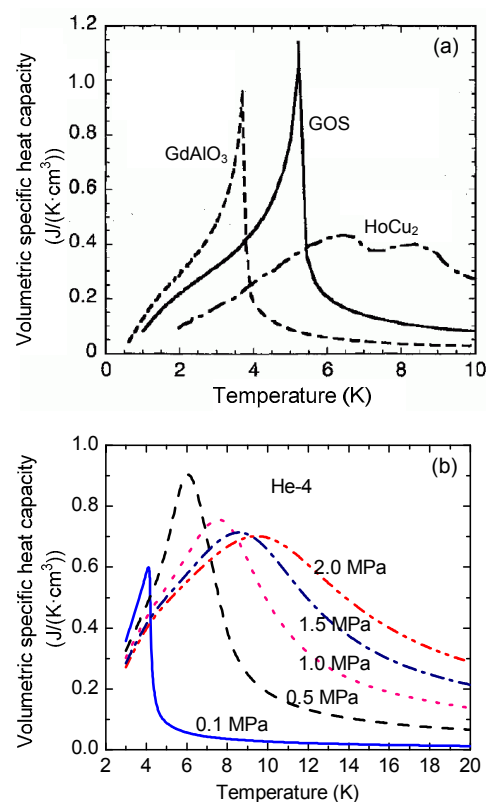 (a)
1.2
1.0
0.8
0.6
0.4
0.2
0
GdAlO3
GOS
HoCu2
0 2 4 6 8 10
Temperature (K)
Volumetric specific heat capacity
(J/(K·cm3))
(b)
He-4
1.0
0.8
0.6
0.4
0.2
0.0
2.0 MPa
1.5 MPa
1.0 MPa
0.5 MPa
0.1 MPa
2 4 6 8 10 12 14 16 18 20
Temperature (K)
Volumetric specific heat capacity
(J/(K·cm3))